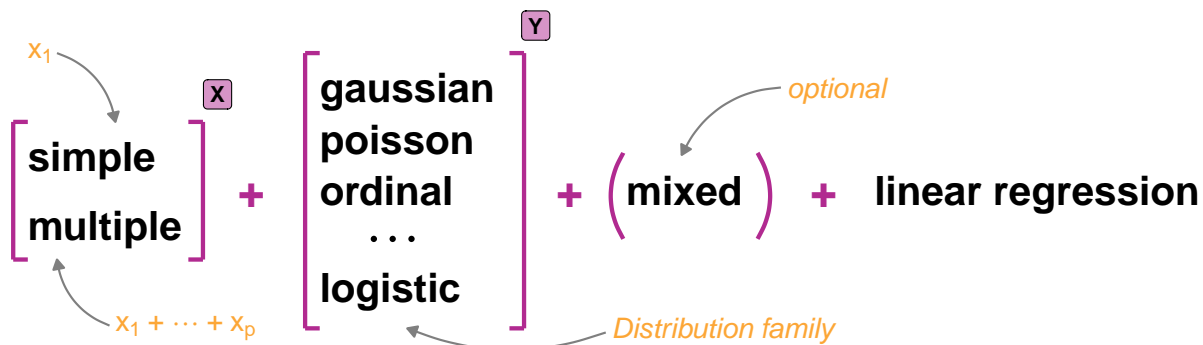 x₁
X
simple
multiple
x₁ + ⋯ + xₚ
+
Y
gaussian
poisson
ordinal
...
logistic
Distribution family
+
optional
( mixed )
+
linear regression